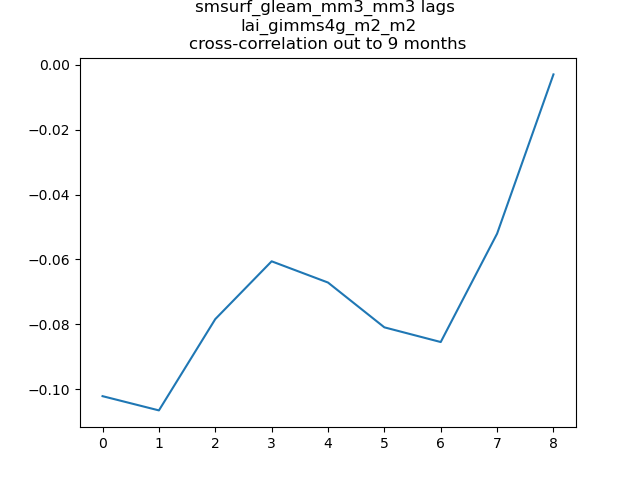 smsurf_gleam_mm3_mm3 lags
lai_gimms4g_m2_m2
cross-correlation out to 9 months
0.00
−0.02
−0.04
−0.06
−0.08
−0.10
0 1 2 3 4 5 6 7 8